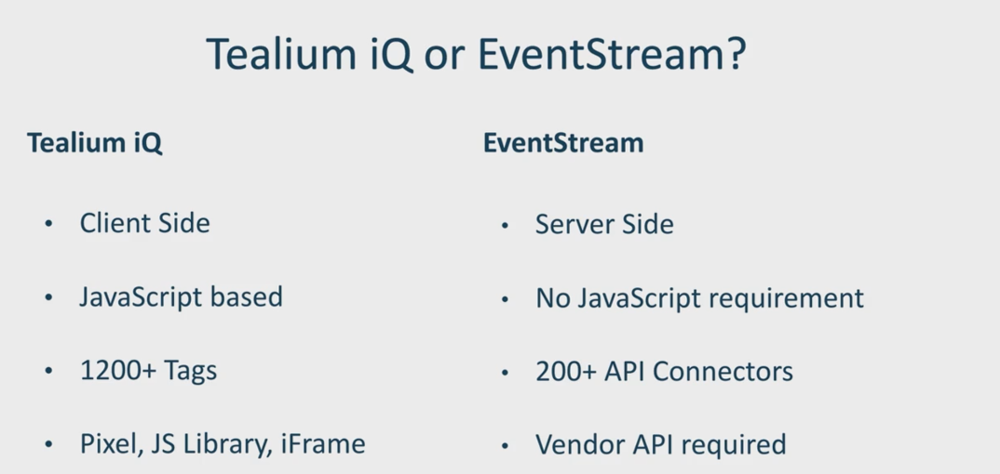 Tealium iQ or EventStream?
Tealium iQ
• Client Side
• JavaScript based
• 1200+ Tags
• Pixel, JS Library, iFrame
EventStream
• Server Side
• No JavaScript requirement
• 200+ API Connectors
• Vendor API required